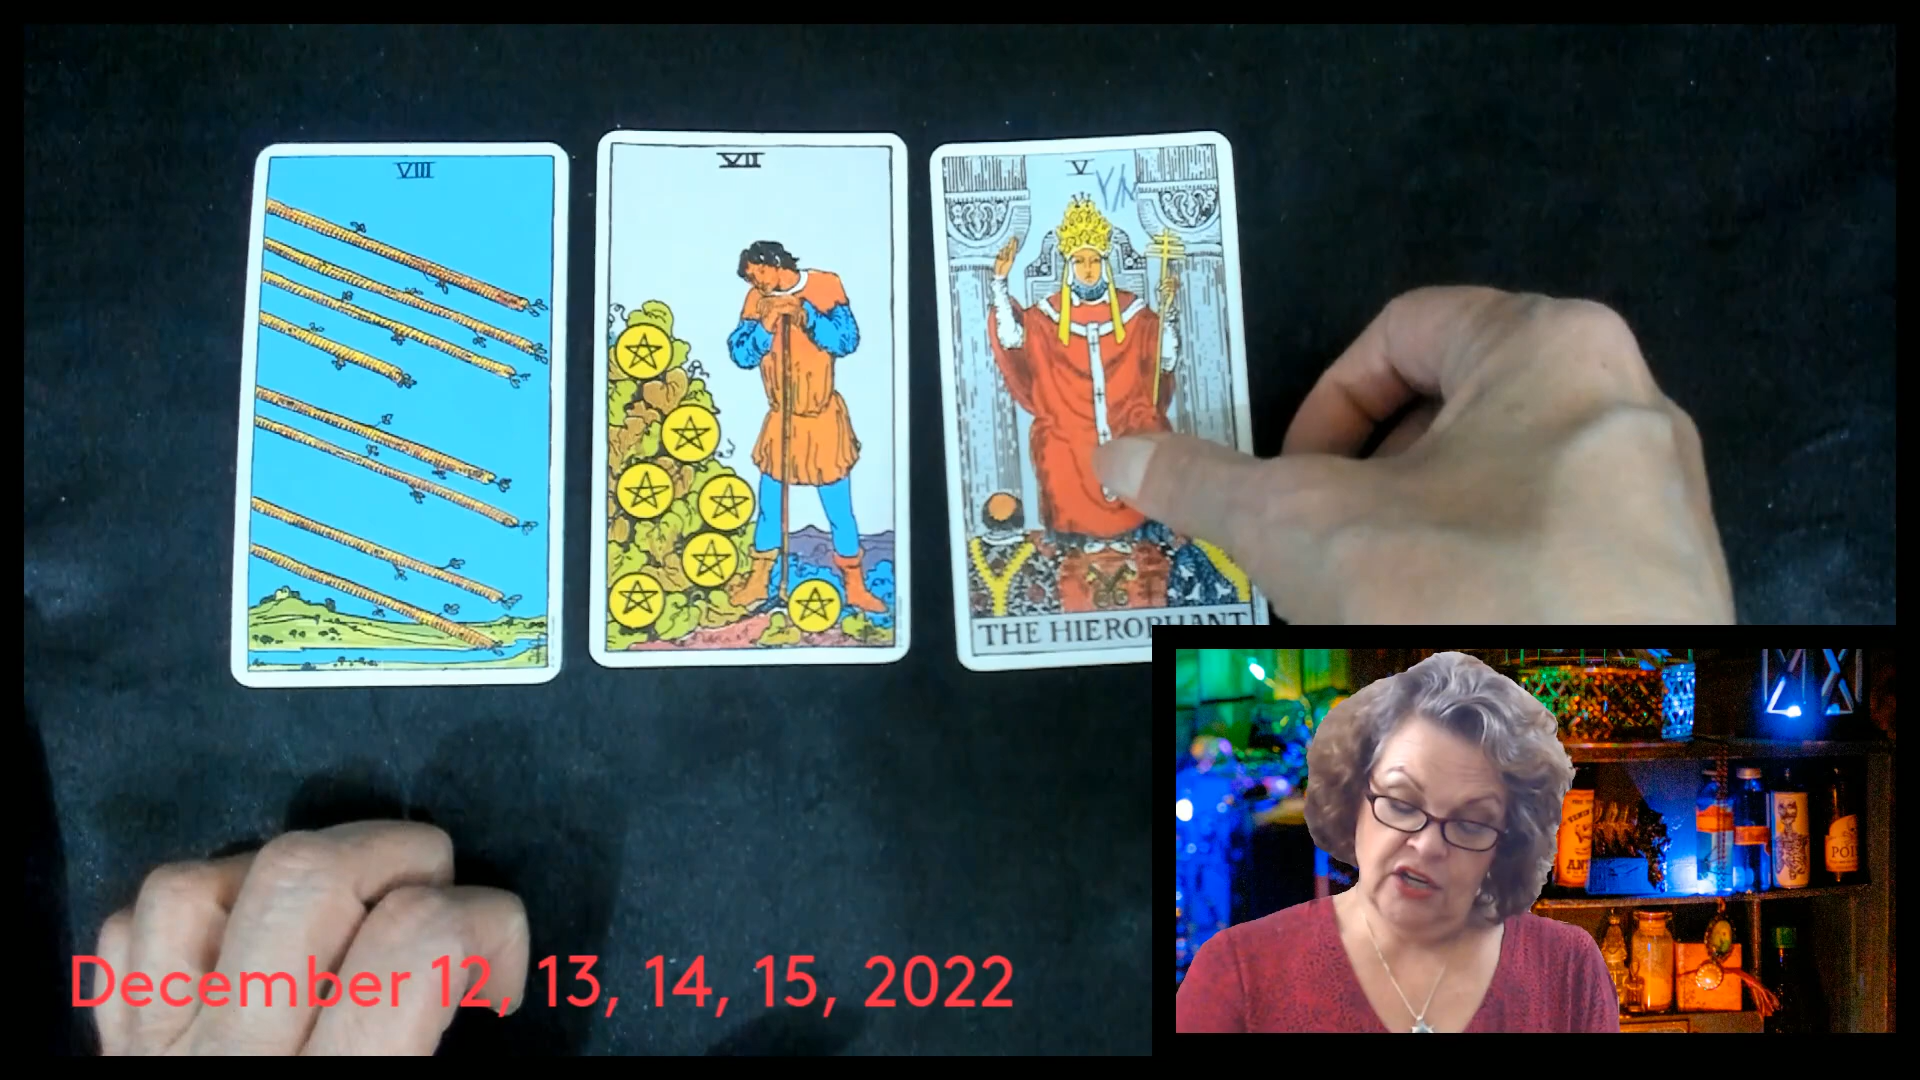 VIII
VII
V
Y/N
THE HIEROPHANT
December 12, 13, 14, 15, 2022